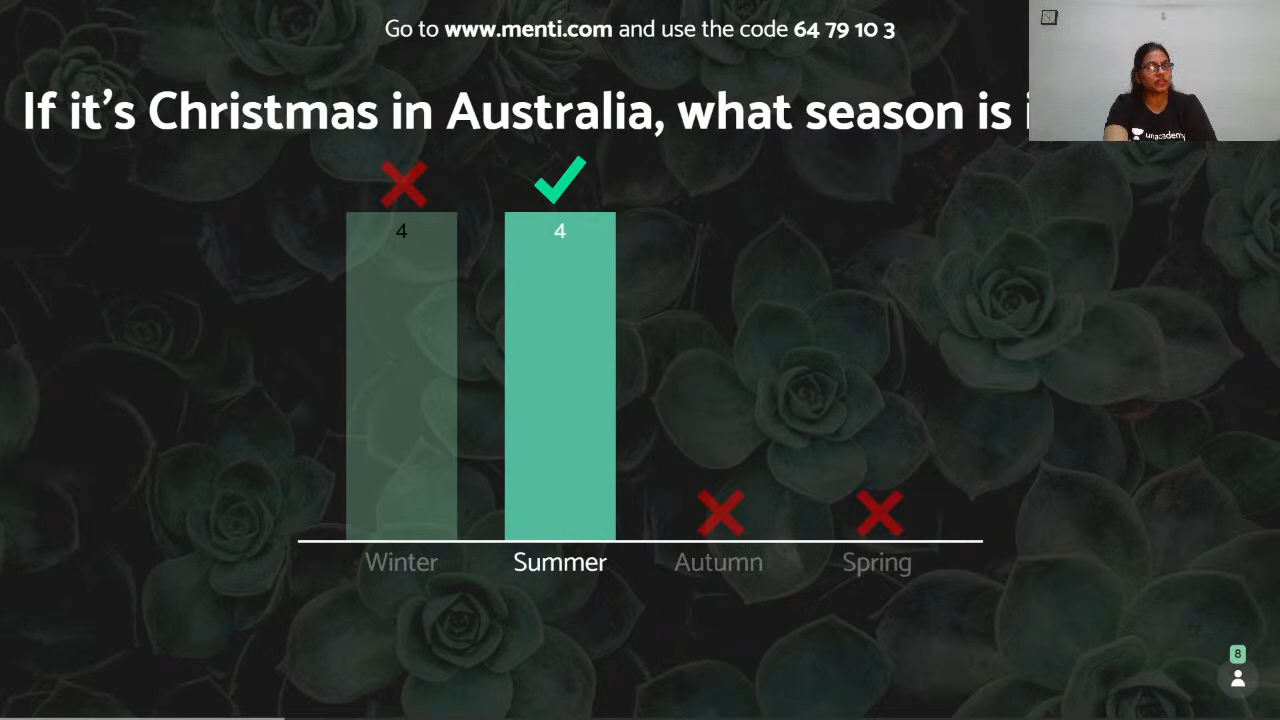 Go to www.menti.com and use the code 64 79 10 3
If it's Christmas in Australia, what season is
unacademy
4
4
Winter
Summer
Autumn
Spring
8